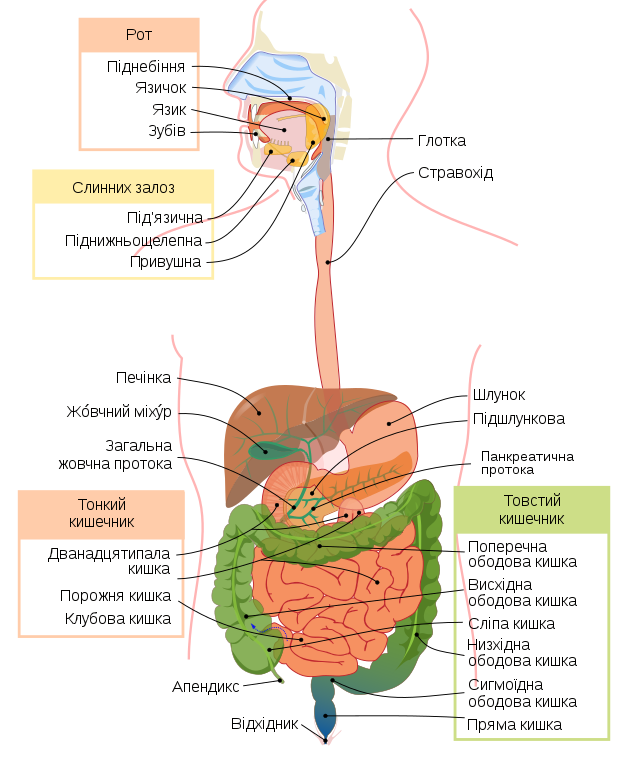 Рот
Піднебіння
Язичок
Язик
Зубів
Слинних залоз
Під'язична
Піднижньощелепна
Привушна
Глотка
Стравохід
Печінка
Жо́вчний міху́р
Загальна
жовчна протока
Тонкий
кишечник
Дванадцятипала
кишка
Порожня кишка
Клубова кишка
Апендикс
Відхідник
Шлунок
Підшлункова
Панкреатична
протока
Товстий
кишечник
Поперечна
ободова кишка
Висхідна
ободова кишка
Сліпа кишка
Низхідна
ободова кишка
Сигмоїдна
ободова кишка
Пряма кишка